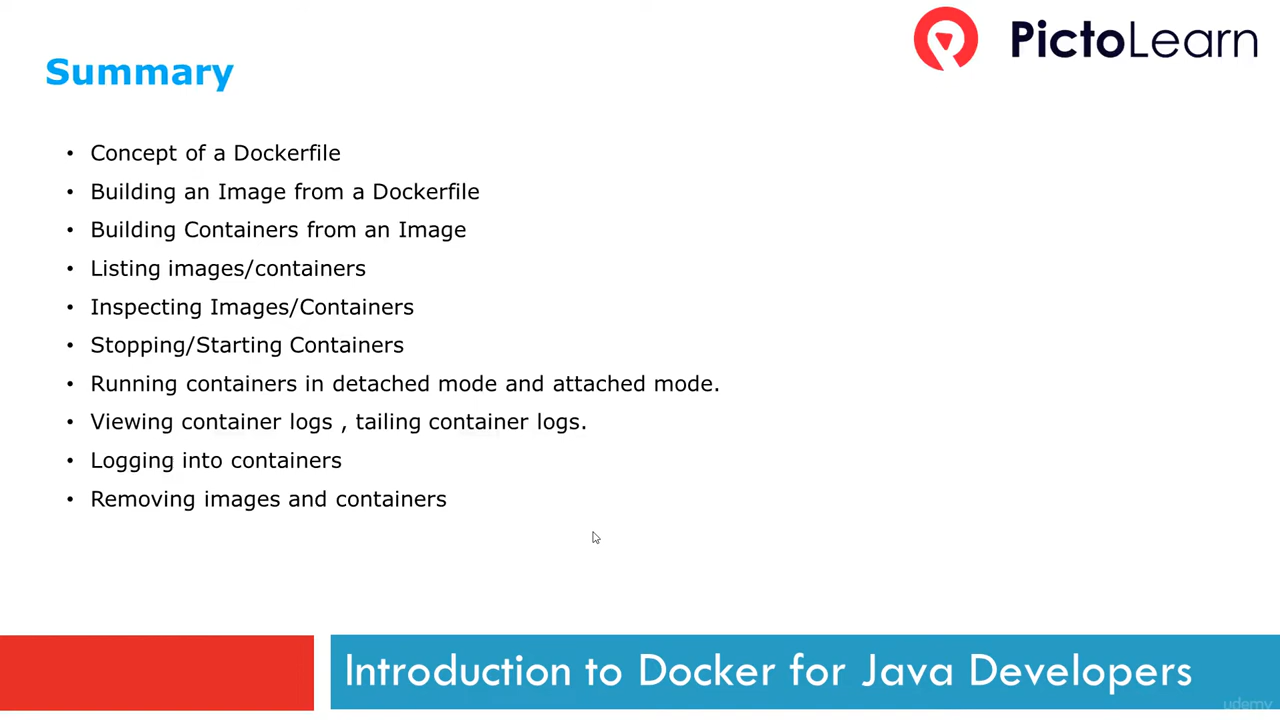 PictoLearn
Summary
• Concept of a Dockerfile
• Building an Image from a Dockerfile
• Building Containers from an Image
• Listing images/containers
• Inspecting Images/Containers
• Stopping/Starting Containers
• Running containers in detached mode and attached mode.
• Viewing container logs , tailing container logs.
• Logging into containers
• Removing images and containers
Introduction to Docker for Java Developers
udemy